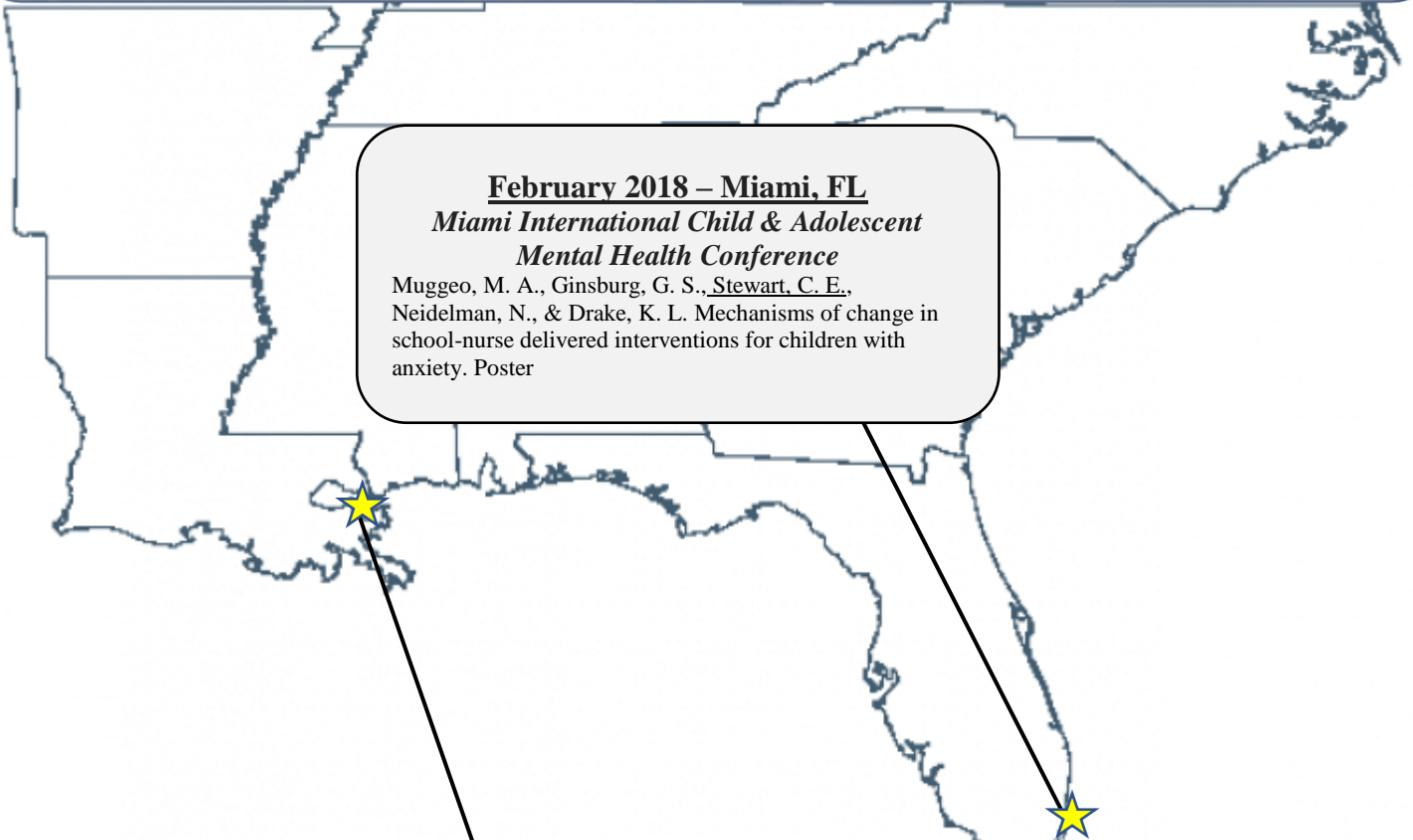 February 2018 – Miami, FL
Miami International Child & Adolescent
Mental Health Conference
Muggeo, M. A., Ginsburg, G. S., Stewart, C. E.,
Neidelman, N., & Drake, K. L. Mechanisms of change in
school-nurse delivered interventions for children with
anxiety. Poster